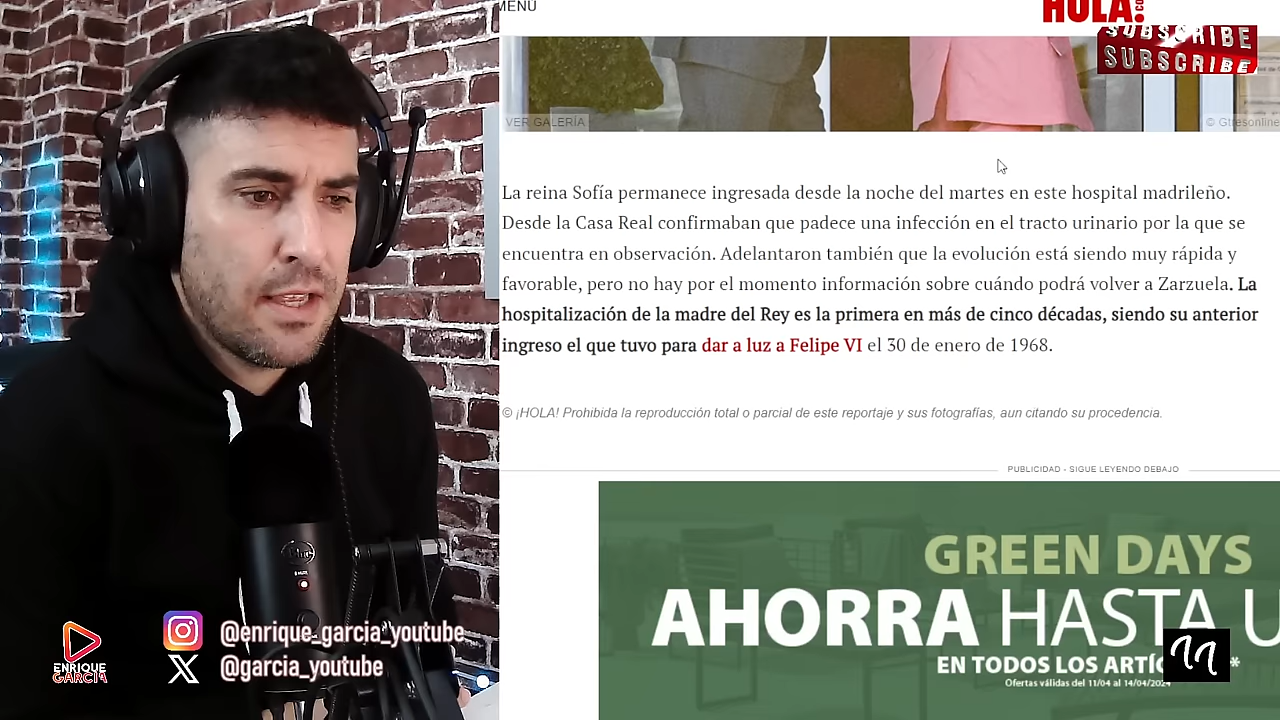 MENÚ
HOLA!
SUBSCRIBE
SUBSCRIBE
VER GALERÍA
© Gtresonline
La reina Sofía permanece ingresada desde la noche del martes en este hospital madrileño.
Desde la Casa Real confirmaban que padece una infección en el tracto urinario por la que se
encuentra en observación. Adelantaron también que la evolución está siendo muy rápida y
favorable, pero no hay por el momento información sobre cuándo podrá volver a Zarzuela. La
hospitalización de la madre del Rey es la primera en más de cinco décadas, siendo su anterior
ingreso el que tuvo para dar a luz a Felipe VI el 30 de enero de 1968.
© ¡HOLA! Prohibida la reproducción total o parcial de este reportaje y sus fotografías, aun citando su procedencia.
PUBLICIDAD - SIGUE LEYENDO DEBAJO
GREEN DAYS
AHORRA HASTA U
EN TODOS LOS ARTÍC
Ofertas válidas del 11/04 al 14/04/2024
@enrique_garcia_youtube
@garcia_youtube
ENRIQUE
GARCIA